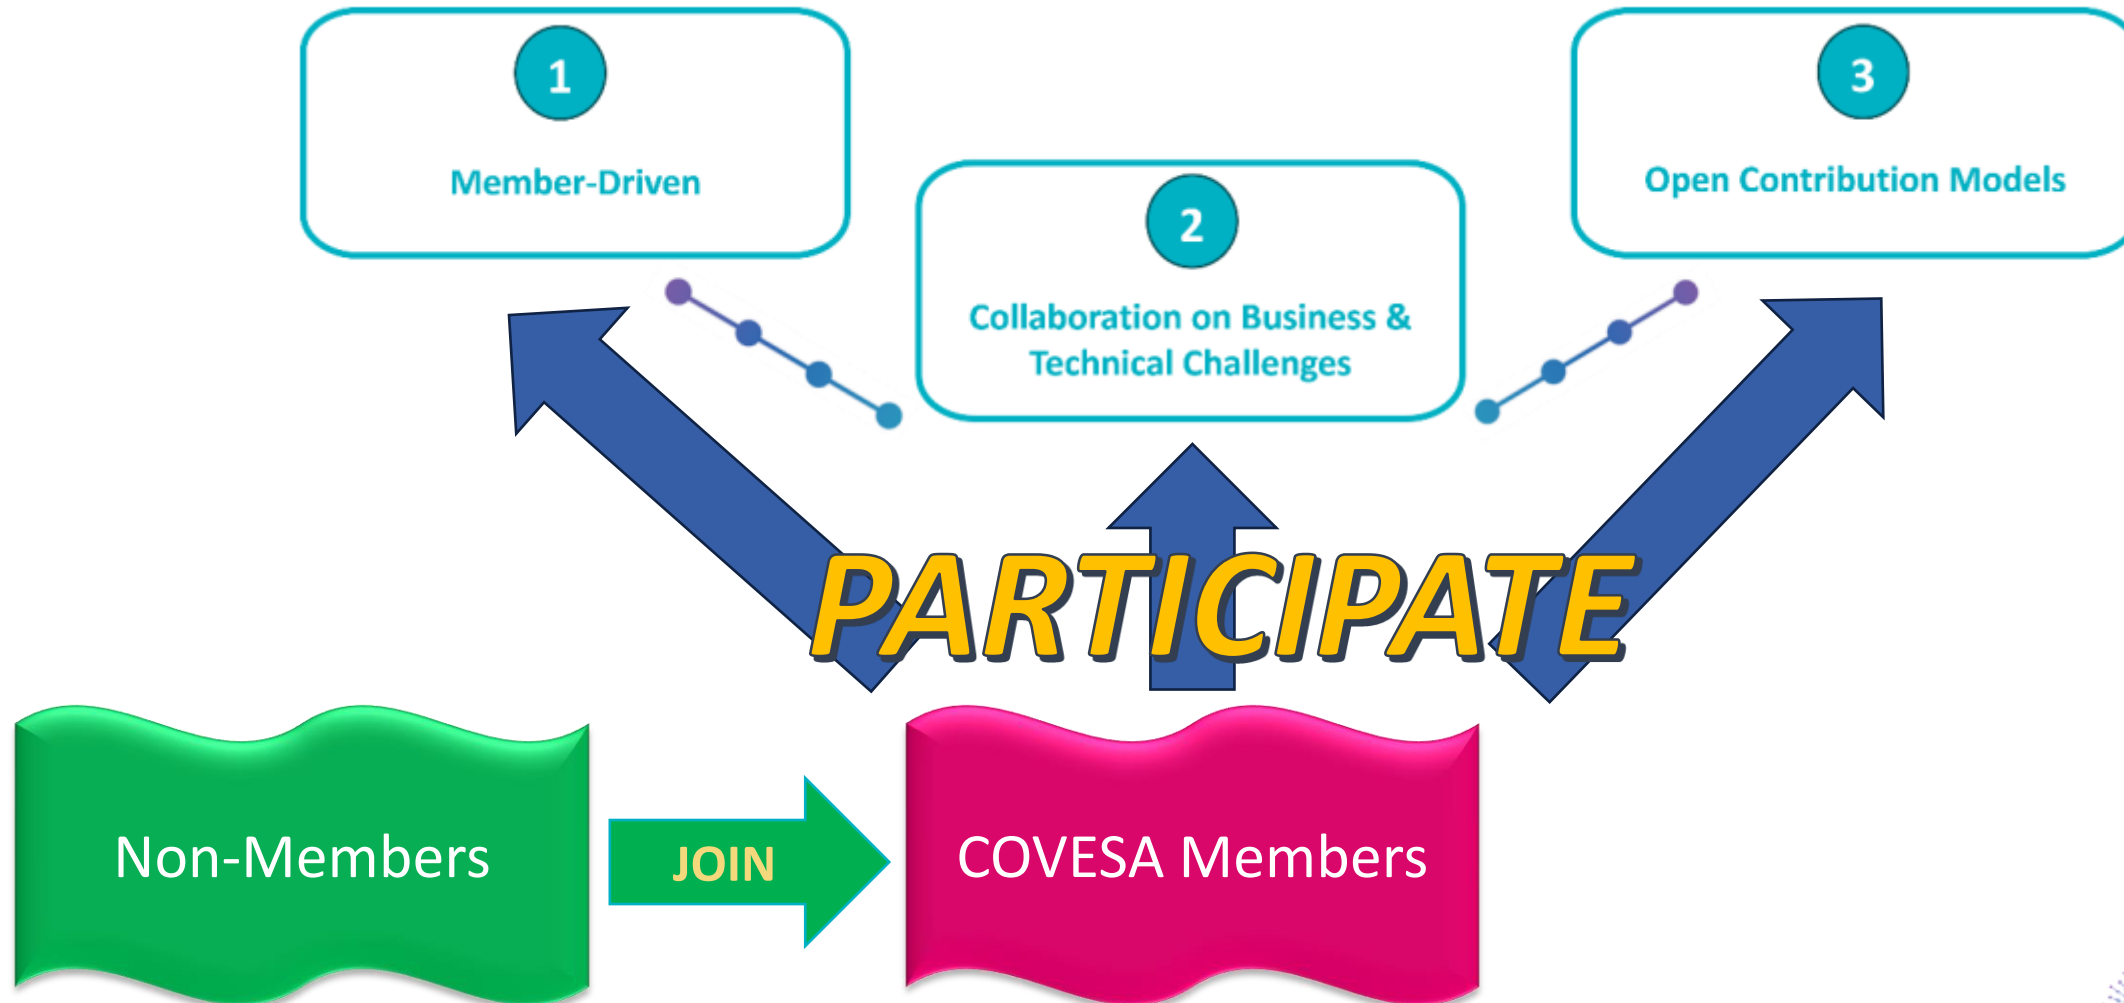 1
Member-Driven
2
Collaboration on Business &
Technical Challenges
3
Open Contribution Models
PARTICIPATE
Non-Members
JOIN
COVESA Members